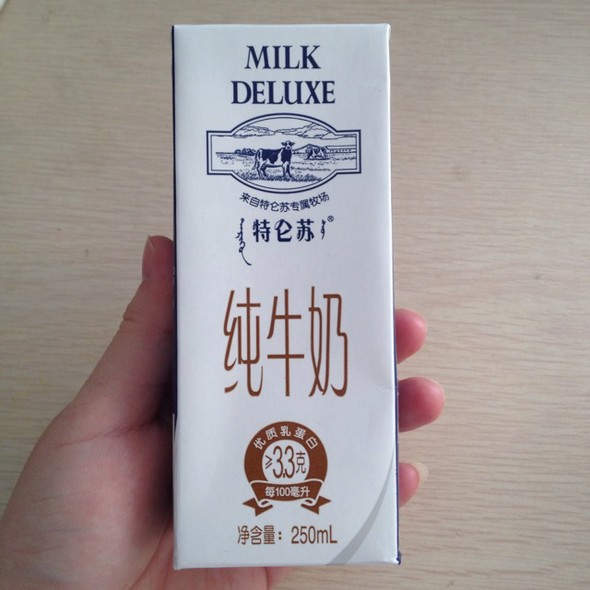 MILK
DELUXE
来自特仑苏专属牧场
特仑苏®
纯牛奶
优质乳蛋白
≥3.3克
每100毫升
净含量：250mL